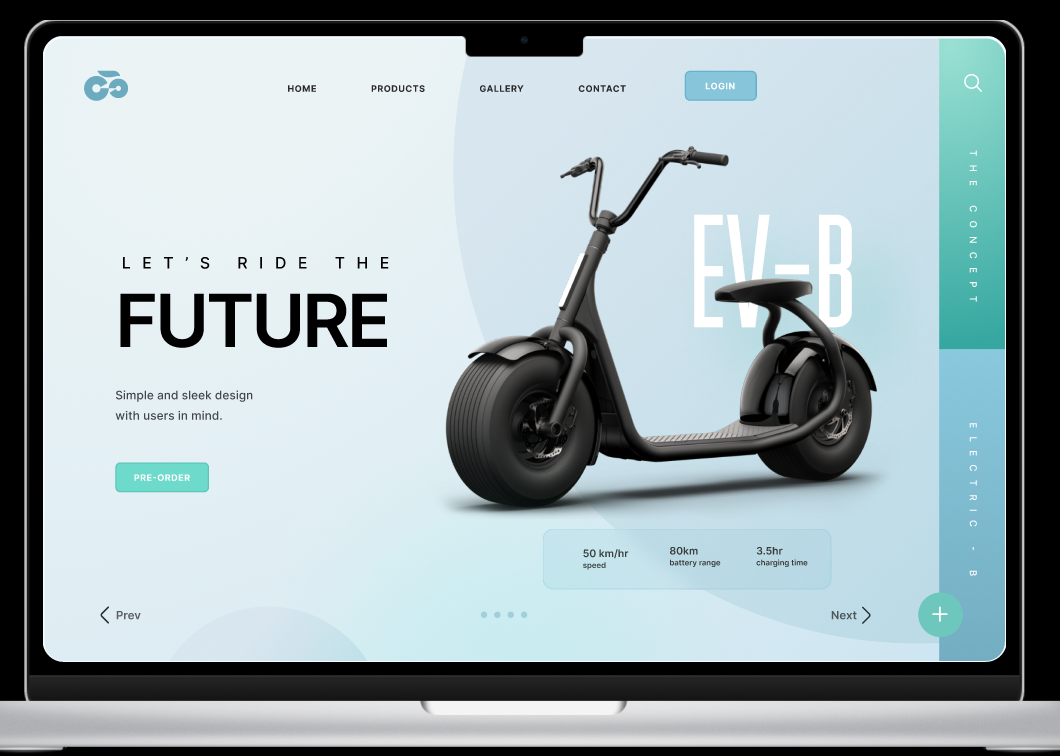 HOME
PRODUCTS
GALLERY
CONTACT
LOGIN
THE CONCEPT
EV-B
LET'S RIDE THE
FUTURE
Simple and sleek design
with users in mind.
PRE-ORDER
ELECTRIC - B
50 km/hr
speed
80km
battery range
3.5hr
charging time
Prev
Next